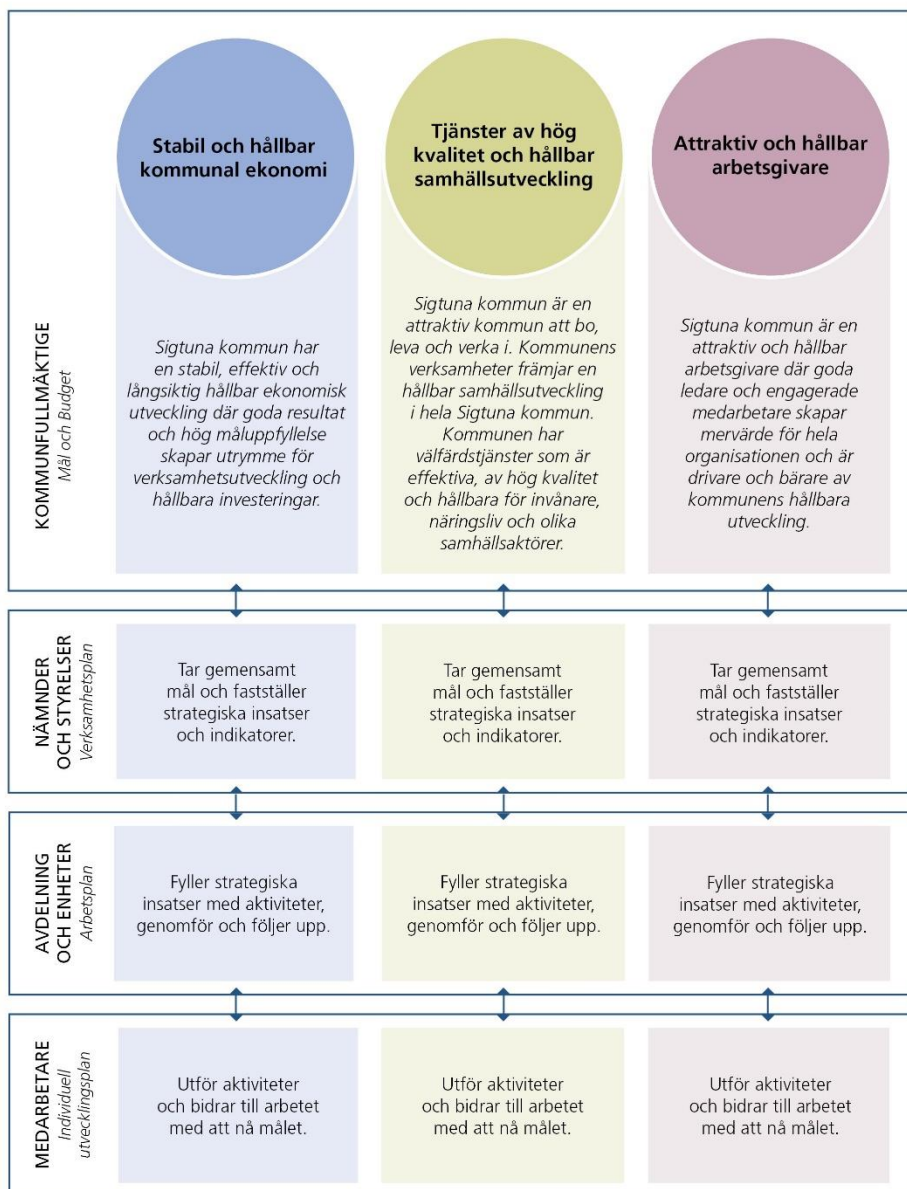 KOMMUNFULLMÄKTIGE
Mål och Budget
Stabil och hållbar
kommunal ekonomi
Sigtuna kommun har
en stabil, effektiv och
långsiktig hållbar ekonomisk
utveckling där goda resultat
och hög måluppfyllelse
skapar utrymme för
verksamhetsutveckling och
hållbara investeringar.
Tjänster av hög
kvalitet och hållbar
samhällsutveckling
Sigtuna kommun är en
attraktiv kommun att bo,
leva och verka i. Kommunens
verksamheter främjar en
hållbar samhällsutveckling
i hela Sigtuna kommun.
Kommunen har
välfärdstjänster som är
effektiva, av hög kvalitet
och hållbara för invånare,
näringsliv och olika
samhällsaktörer.
Attraktiv och hållbar
arbetsgivare
Sigtuna kommun är en
attraktiv och hållbar
arbetsgivare där goda
ledare och engagerade
medarbetare skapar
mervärde för hela
organisationen och är
drivare och bärare av
kommunens hållbara
utveckling.
NÄMNDER
OCH STYRELSER
Verksamhetsplan
Tar gemensamt
mål och fastställer
strategiska insatser
och indikatorer.
Tar gemensamt
mål och fastställer
strategiska insatser
och indikatorer.
Tar gemensamt
mål och fastställer
strategiska insatser
och indikatorer.
AVDELNING
OCH ENHETER
Arbetsplan
Fyller strategiska
insatser med aktiviteter,
genomför och följer upp.
Fyller strategiska
insatser med aktiviteter,
genomför och följer upp.
Fyller strategiska
insatser med aktiviteter,
genomför och följer upp.
MEDARBETARE
Individuell
utvecklingsplan
Utför aktiviteter
och bidrar till arbetet
med att nå målet.
Utför aktiviteter
och bidrar till arbetet
med att nå målet.
Utför aktiviteter
och bidrar till arbetet
med att nå målet.